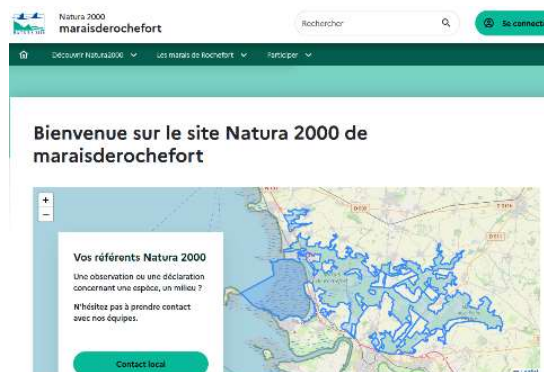 Natura 2000
maraisderochefort
Rechercher
Se connecte
Découvrir Natura2000
Les marais de Rochefort
Participer
Bienvenue sur le site Natura 2000 de
maraisderochefort
+
−
Vos référents Natura 2000
Une observation ou une déclaration
concernant une espèce, un milieu ?
N'hésitez pas à prendre contact
avec nos équipes.
Contact local